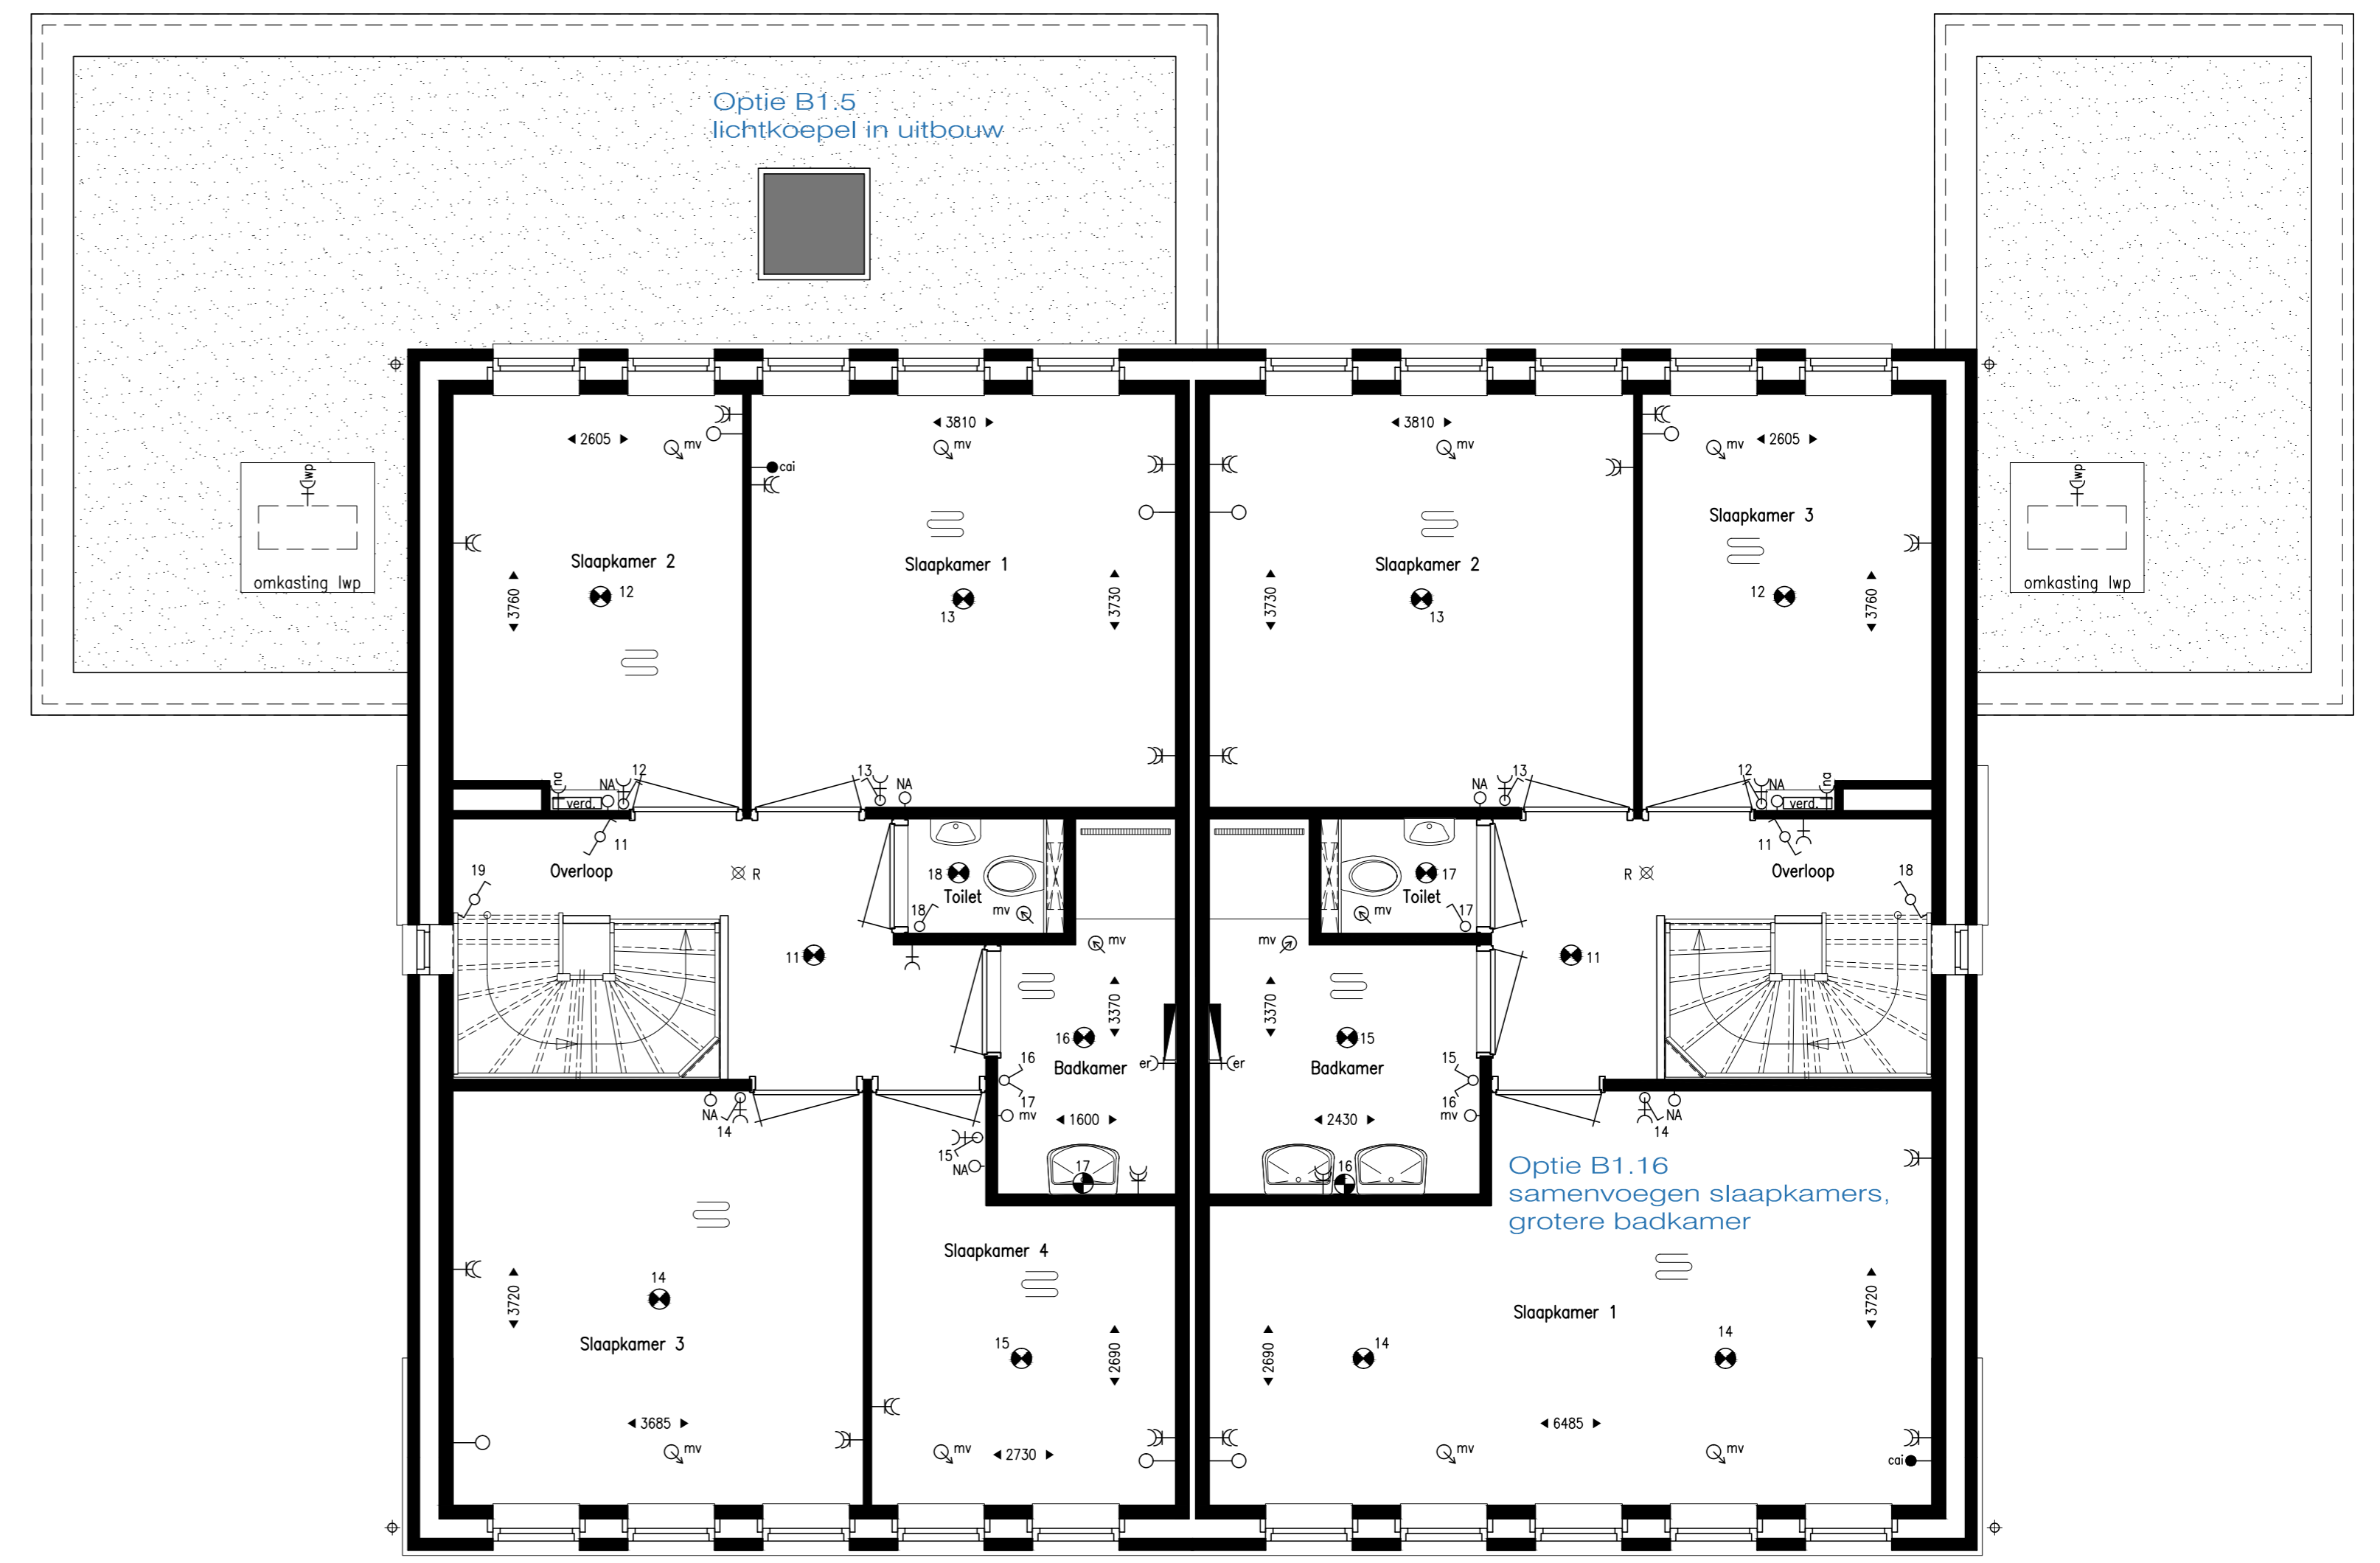 Optie B1.5
lichtkoepel in uitbouw
2605
mv
3810
mv
3810
mv
mv
2605
cai
lwp
lwp
omkasting lwp
omkasting lwp
Slaapkamer 2
12
3760
Slaapkamer 1
13
3730
3730
Slaapkamer 2
13
Slaapkamer 3
12
3760
na
NA
12
verd.
13
NA
NA
13
12
NA
na
verd.
11
Overloop
19
R
18
Toilet
18
mv
17
Toilet
17
mv
R
11
Overloop
18
11
mv
mv
11
3370
3370
16
Badkamer
er
er
15
Badkamer
16
17
mv
15
16
mv
1600
2430
NA
14
15
NA
17
16
NA
14
Optie B1.16
samenvoegen slaapkamers,
grotere badkamer
Slaapkamer 4
14
3720
Slaapkamer 3
15
2690
2690
Slaapkamer 1
14
14
3720
3685
mv
mv
2730
6485
mv
mv
cai